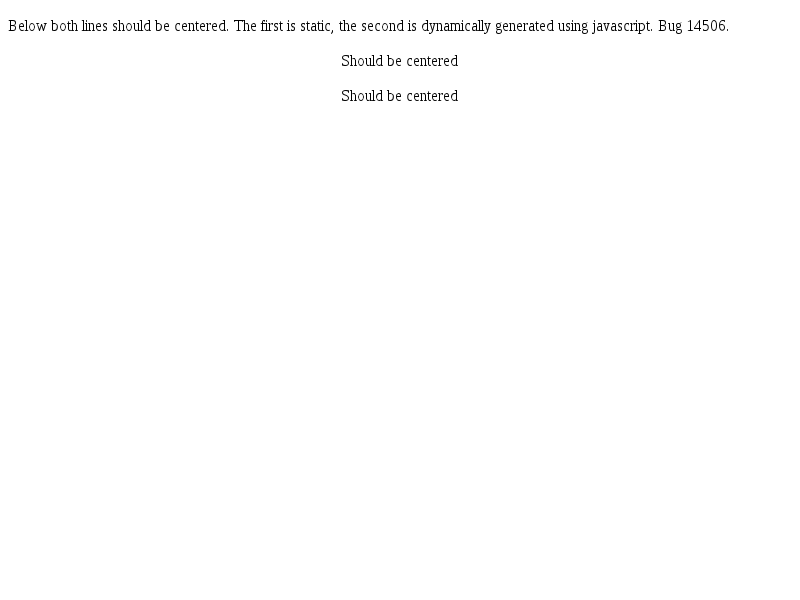 Below both lines should be centered. The first is static, the second is dynamically generated using javascript. Bug 14506.
Should be centered
Should be centered